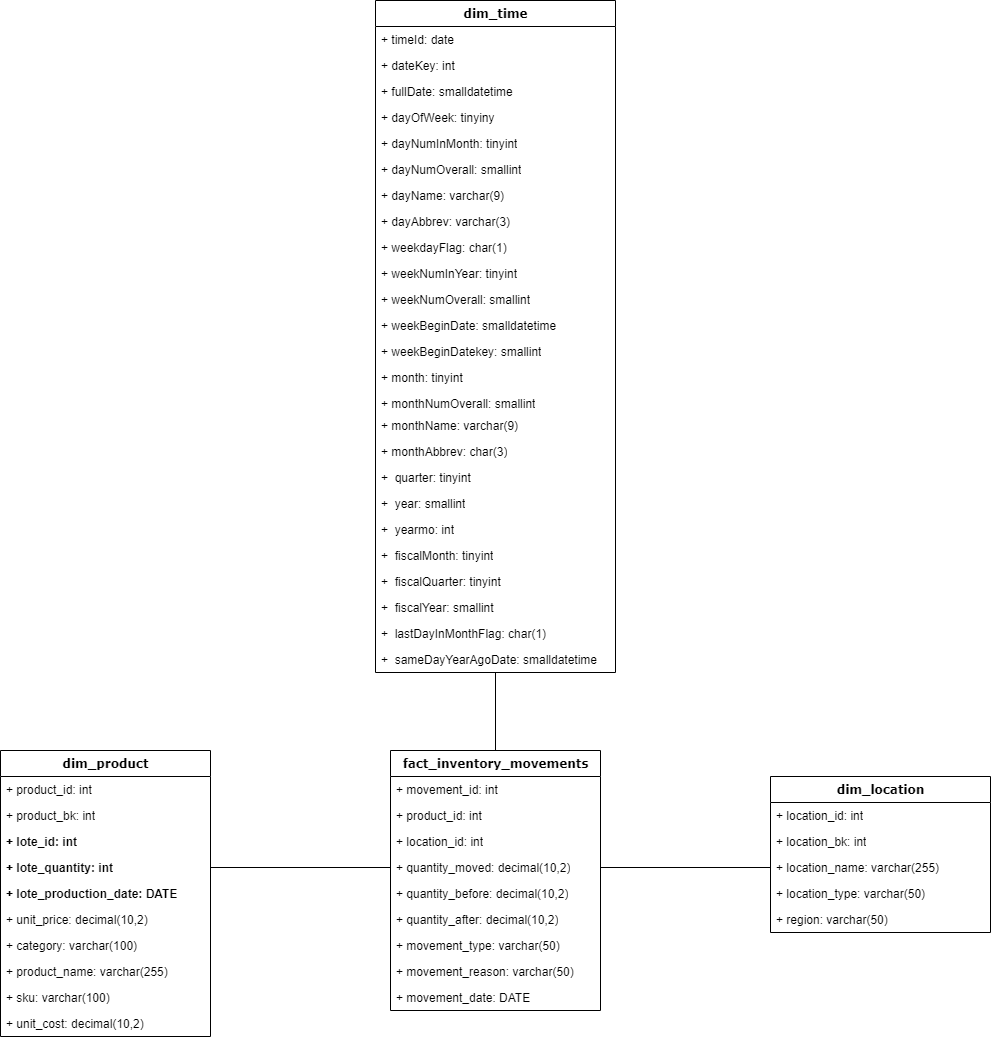 dim_time
+ timeId: date
+ dateKey: int
+ fullDate: smalldatetime
+ dayOfWeek: tinyiny
+ dayNumInMonth: tinyint
+ dayNumOverall: smallint
+ dayName: varchar(9)
+ dayAbbrev: varchar(3)
+ weekdayFlag: char(1)
+ weekNumInYear: tinyint
+ weekNumOverall: smallint
+ weekBeginDate: smalldatetime
+ weekBeginDatekey: smallint
+ month: tinyint
+ monthNumOverall: smallint
+ monthName: varchar(9)
+ monthAbbrev: char(3)
+ quarter: tinyint
+ year: smallint
+ yearmo: int
+ fiscalMonth: tinyint
+ fiscalQuarter: tinyint
+ fiscalYear: smallint
+ lastDayInMonthFlag: char(1)
+ sameDayYearAgoDate: smalldatetime
dim_product
+ product_id: int
+ product_bk: int
+ lote_id: int
+ lote_quantity: int
+ lote_production_date: DATE
+ unit_price: decimal(10,2)
+ category: varchar(100)
+ product_name: varchar(255)
+ sku: varchar(100)
+ unit_cost: decimal(10,2)
fact_inventory_movements
+ movement_id: int
+ product_id: int
+ location_id: int
+ quantity_moved: decimal(10,2)
+ quantity_before: decimal(10,2)
+ quantity_after: decimal(10,2)
+ movement_type: varchar(50)
+ movement_reason: varchar(50)
+ movement_date: DATE
dim_location
+ location_id: int
+ location_bk: int
+ location_name: varchar(255)
+ location_type: varchar(50)
+ region: varchar(50)